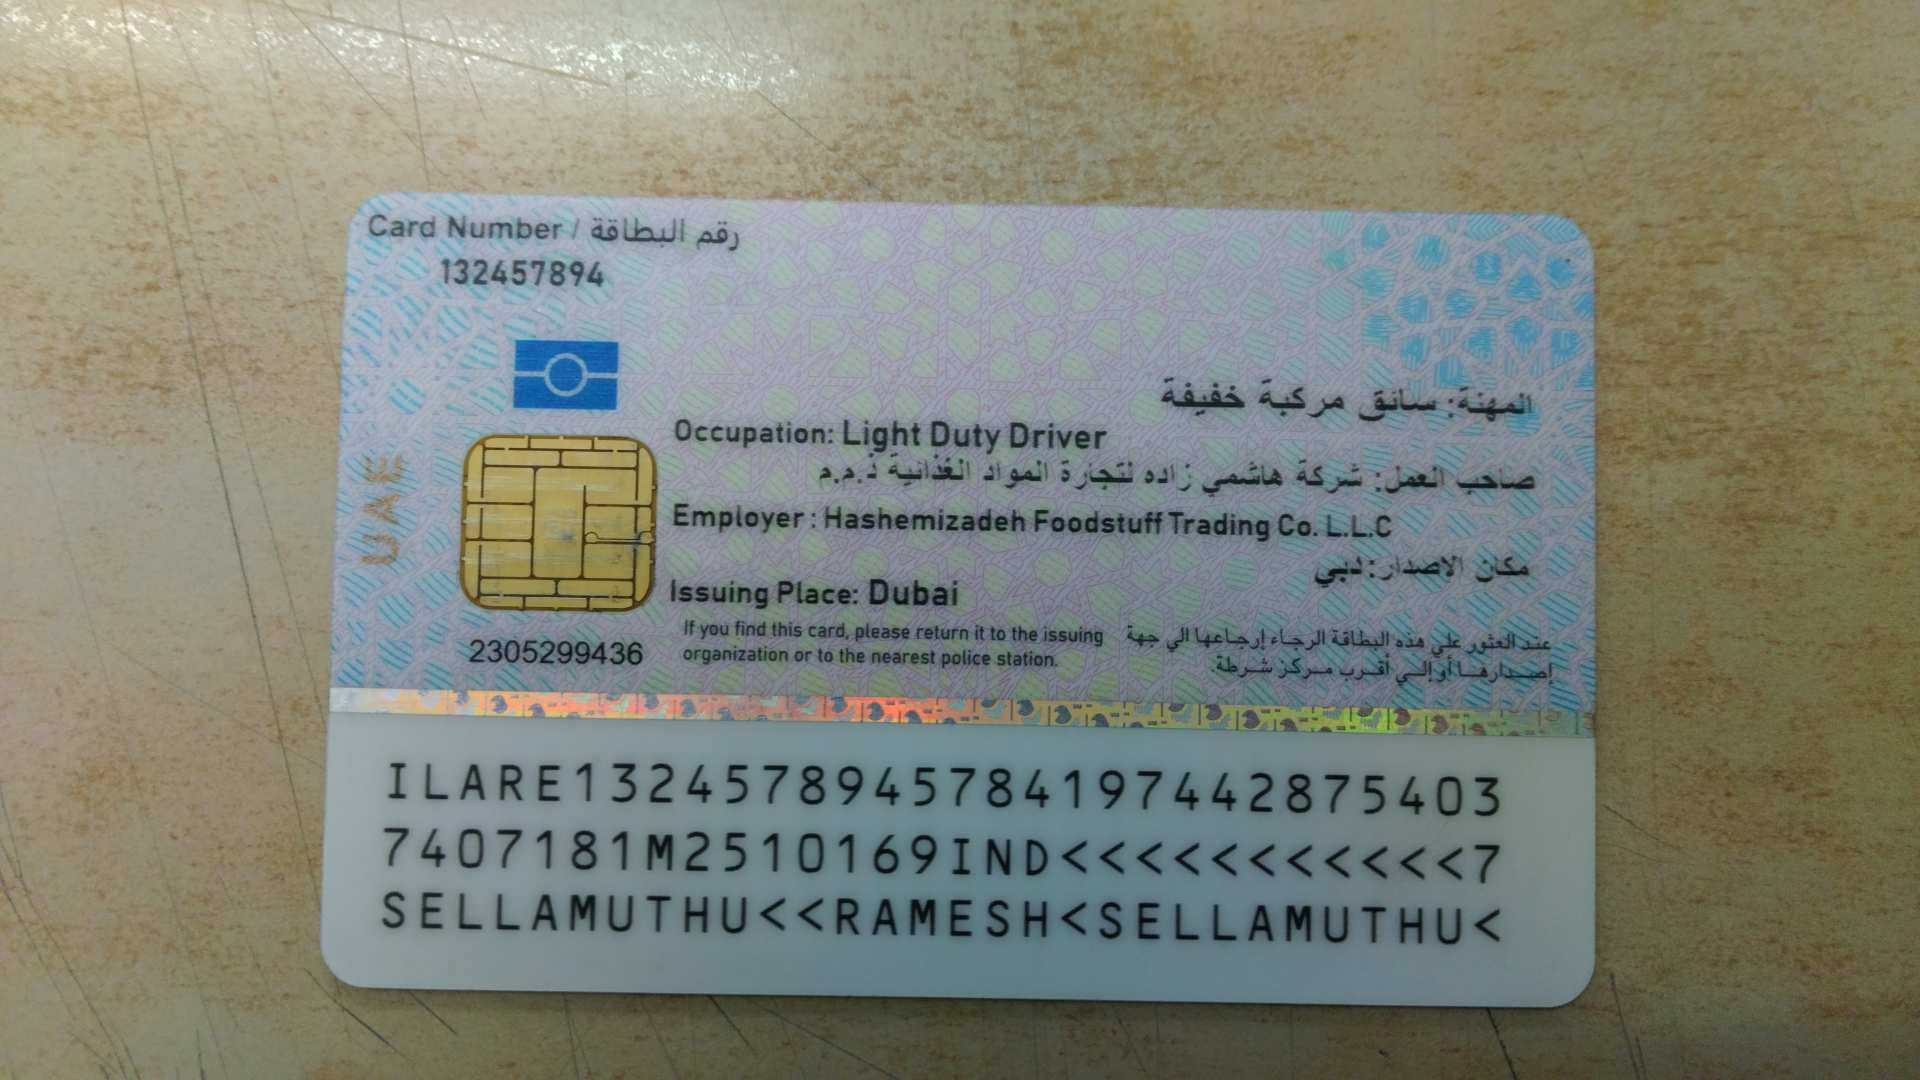 Card Number / رقم البطاقة
132457894
المهنة: سائق مركبة خفيفة
Occupation: Light Duty Driver
صاحب العمل: شركة هاشمي زاده لتجارة المواد الغذائية ذ.م.م
Employer : Hashemizadeh Foodstuff Trading Co. L.L.C
مكان الاصدار: دبي
Issuing Place: Dubai
UAE
2305299436
If you find this card, please return it to the issuing
organization or to the nearest police station.
عند العثور علي هذه البطاقة الرجاء إرجاعها الي جهة
إصدارها أو إلي أقرب مركز شرطة.
ILARE1324578945784197442875403
7407181M2510169IND<<<<<<<<<<<7
SELLAMUTHU<<RAMESH<SELLAMUTHU<